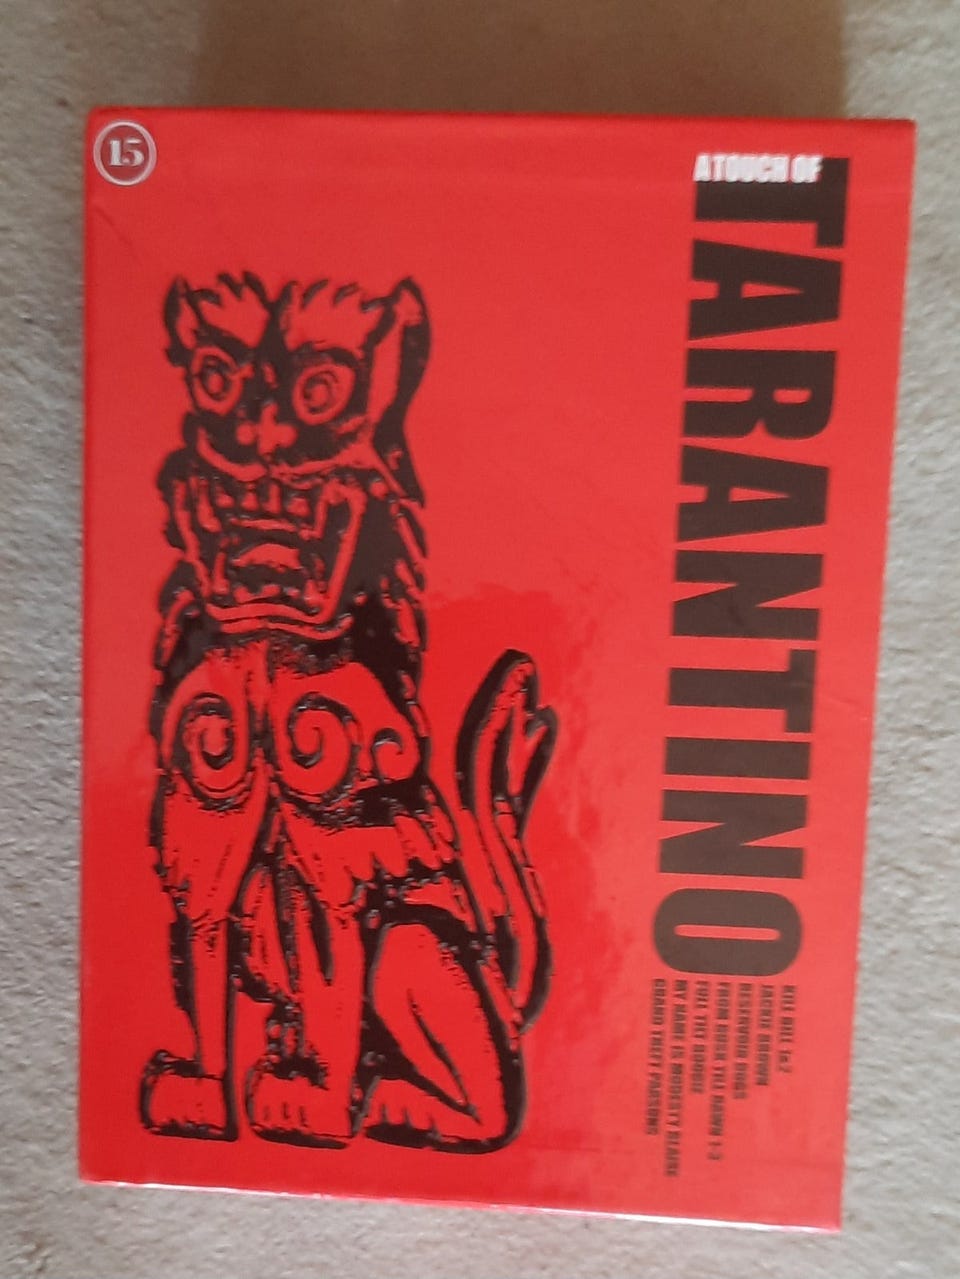 15
A TOUCH OF
TARANTINO
KILL BILL 1+2
JACKIE BROWN
RESERVOIR DOGS
FROM DUSK TILL DAWN 1-3
FULL TILT BOOGIE
MY NAME IS MODESTY BLAISE
GRAND THEFT PARSONS